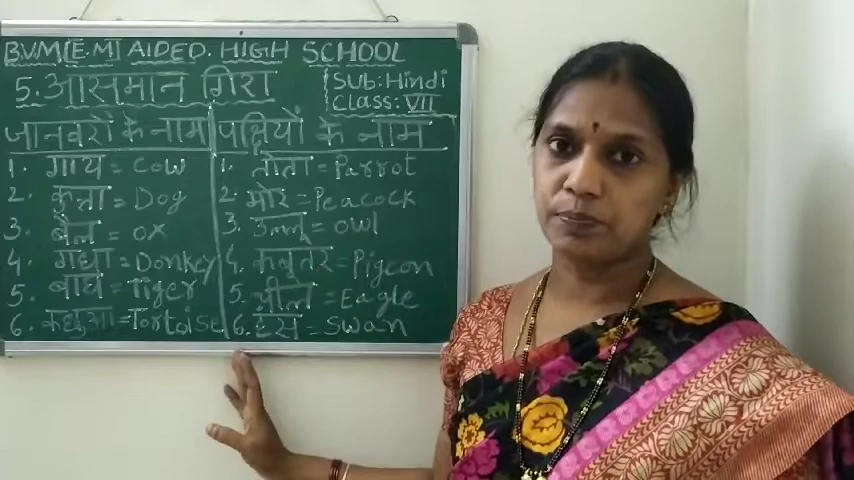 BVM(E.M) AIDED. HIGH SCHOOL
5. आसमान गिरा
Sub: Hindi
Class: VII
जानवरों के नाम
1. गाय = Cow
2. कुत्ता = Dog
3. बैल = OX
4. गधा = Donkey
5. बाघ = Tiger
6. कछुआ = Tortoise
पक्षियों के नाम
1. तोता = Parrot
2. मोर = Peacock
3. उल्लू = owl
4. कबूतर = Pigeon
5. चील = Eagle
6. हंस = Swan